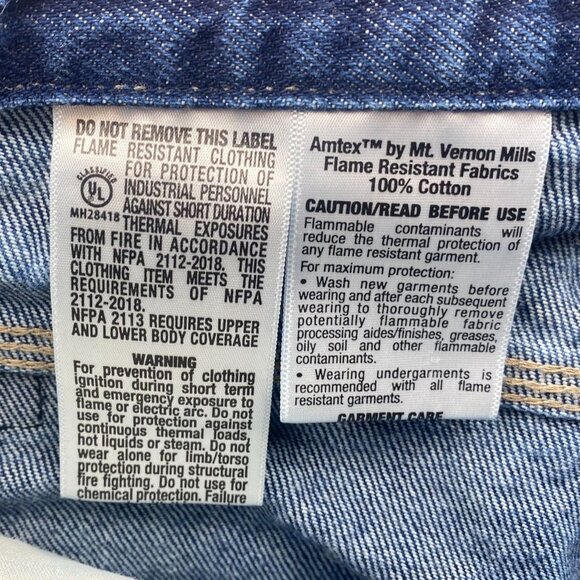 DO NOT REMOVE THIS LABEL
FLAME RESISTANT CLOTHING
FOR PROTECTION OF
INDUSTRIAL PERSONNEL
AGAINST SHORT DURATION
THERMAL EXPOSURES
CLASSIFIED
UL
MH28418
FROM FIRE IN ACCORDANCE
WITH NFPA 2112-2018. THIS
CLOTHING ITEM MEETS THE
REQUIREMENTS OF NFPA
2112-2018.
NFPA 2113 REQUIRES UPPER
AND LOWER BODY COVERAGE
WARNING
For prevention of clothing
ignition during short term
and emergency exposure to
flame or electric arc. Do not
use for protection against
continuous thermal loads,
hot liquids or steam. Do not
wear alone for limb/torso
protection during structural
fire fighting. Do not use for
chemical protection. Failure
Amtex™ by Mt. Vernon Mills
Flame Resistant Fabrics
100% Cotton
CAUTION/READ BEFORE USE
Flammable contaminants will
reduce the thermal protection of
any flame resistant garment.
For maximum protection:
• Wash new garments before
wearing and after each subsequent
wearing to thoroughly remove
potentially flammable fabric
processing aides/finishes, greases,
oily soil and other flammable
contaminants.
• Wearing undergarments is
recommended with all flame
resistant garments.
GARMENT CARE